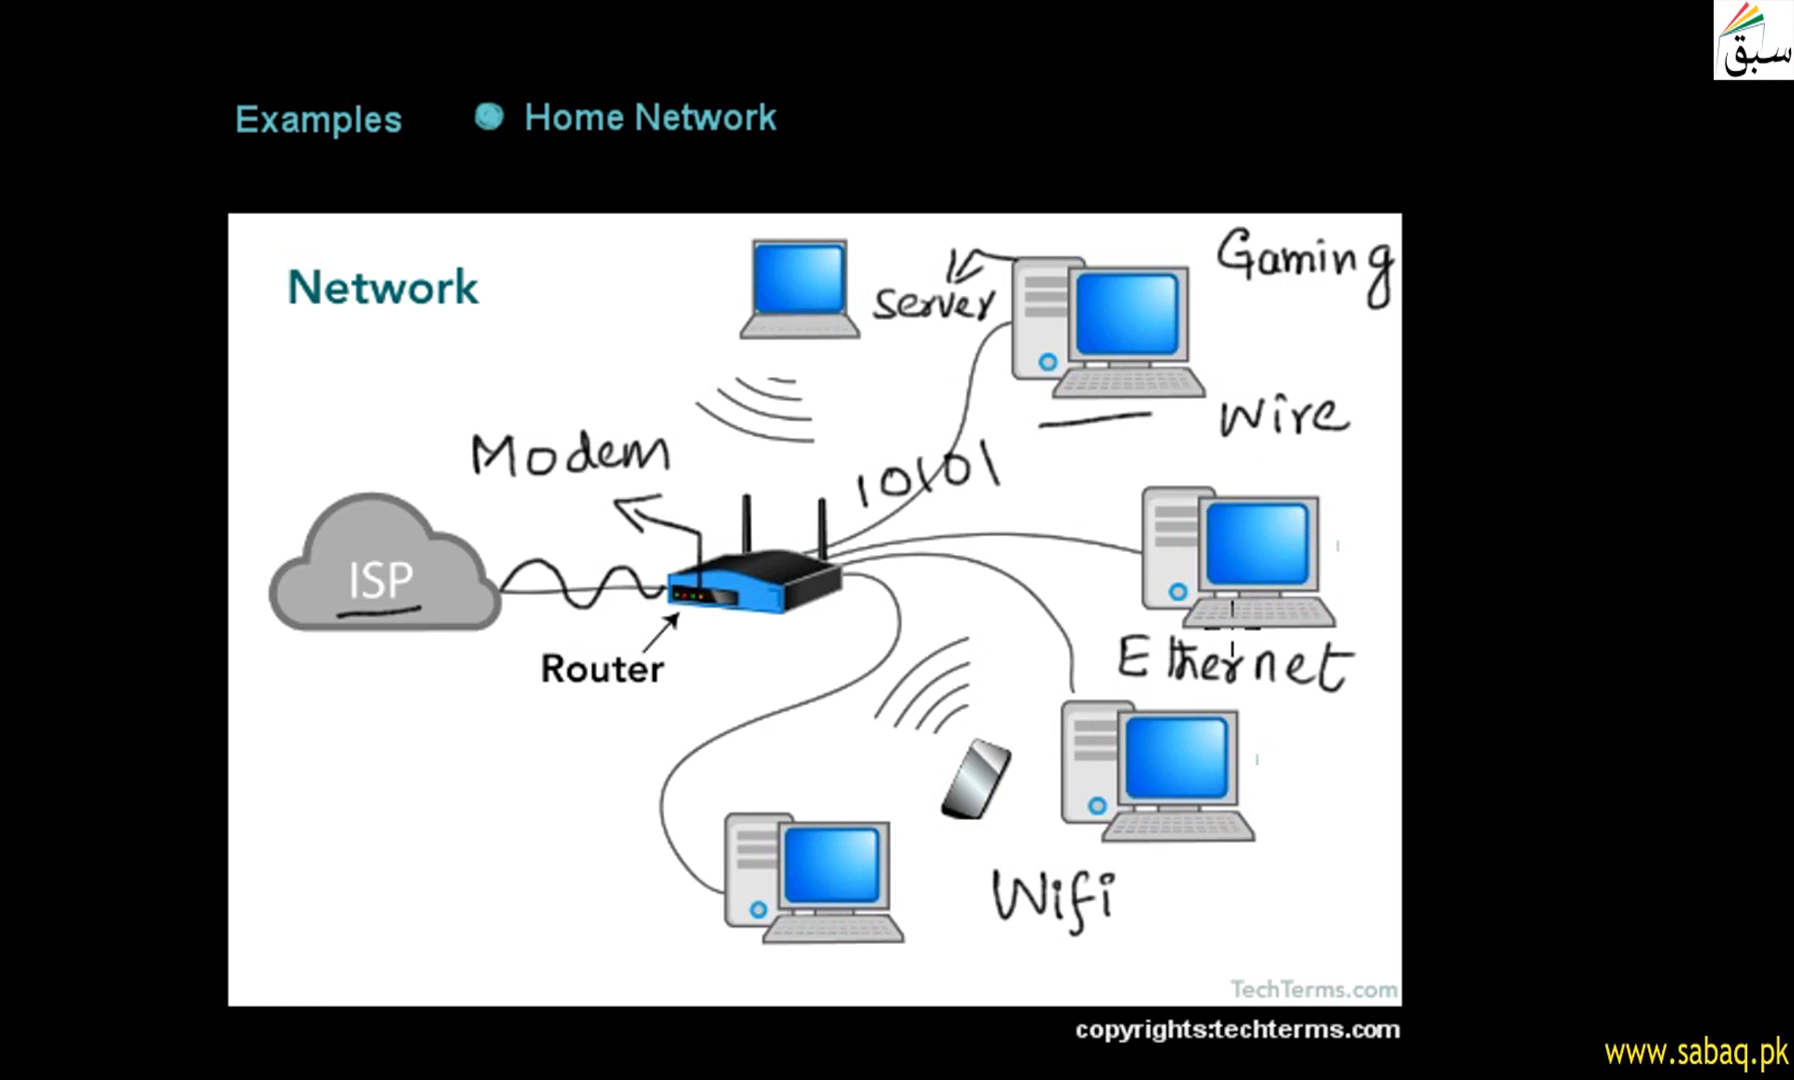 سبق
Examples
Home Network
Network
Gaming
Server
Wire
Modem
10101
ISP
Router
Ethernet
Wifi
TechTerms.com
copyrights:techterms.com
www.sabaq.pk